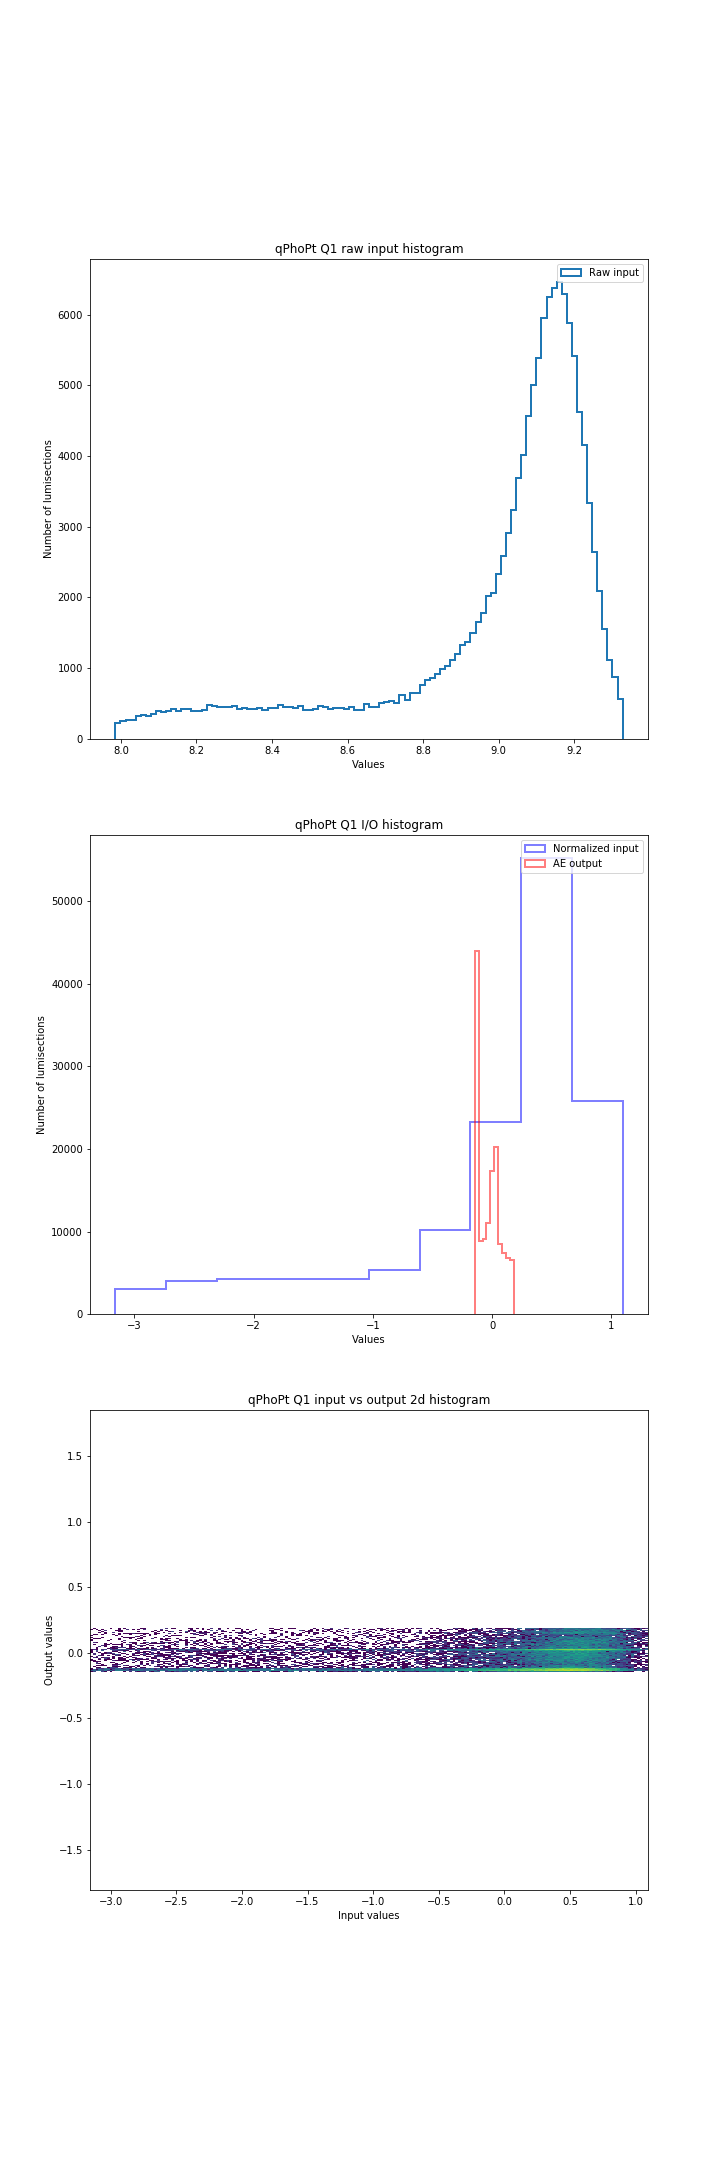 qPhoPt Q1 raw input histogram
Raw input
6000
5000
4000
3000
2000
1000
0
Number of lumisections
8.0 8.2 8.4 8.6 8.8 9.0 9.2
Values
qPhoPt Q1 I/O histogram
Normalized input
AE output
50000
40000
30000
20000
10000
0
Number of lumisections
−3 −2 −1 0 1
Values
qPhoPt Q1 input vs output 2d histogram
1.5
1.0
0.5
0.0
−0.5
−1.0
−1.5
Output values
−3.0 −2.5 −2.0 −1.5 −1.0 −0.5 0.0 0.5 1.0
Input values